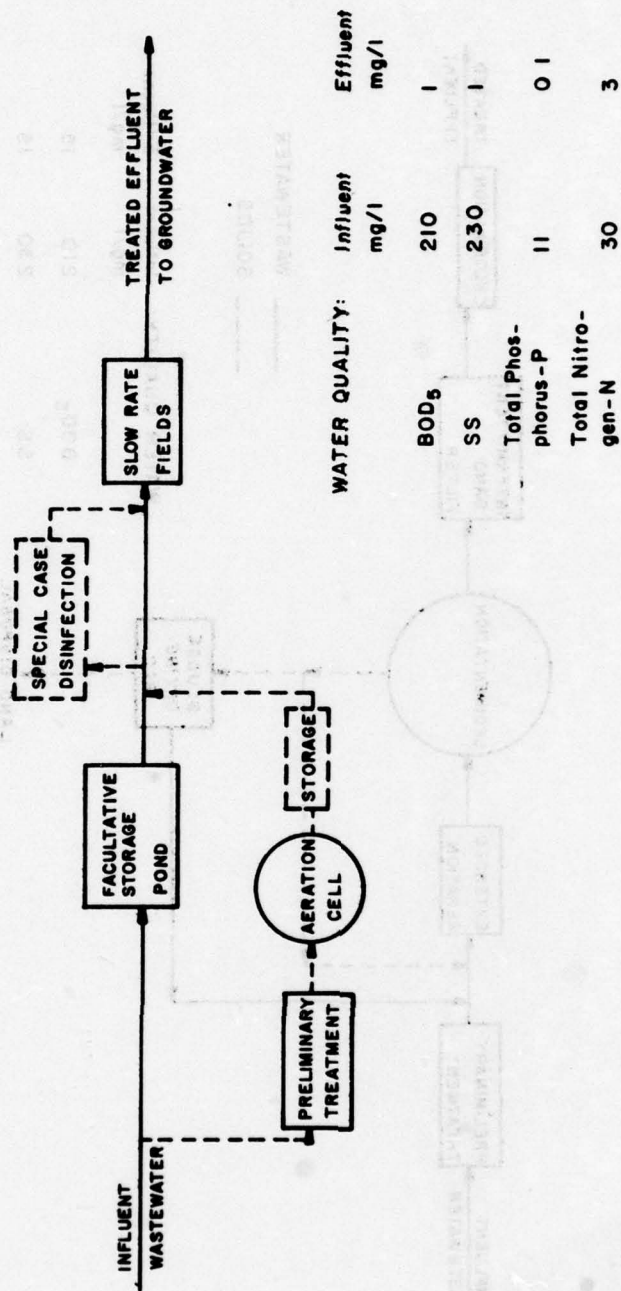 INFLUENT
WASTEWATER
FACULTATIVE
STORAGE
POND
SPECIAL CASE
DISINFECTION
SLOW RATE
FIELDS
TREATED EFFLUENT
TO GROUNDWATER
PRELIMINARY
TREATMENT
AERATION
CELL
STORAGE
WATER QUALITY: Influent Effluent
mg/l mg/l
BOD₅ 210 1
SS 230 1
Total Phos-
phorus-P 11 0 1
Total Nitro-
gen-N 30 3